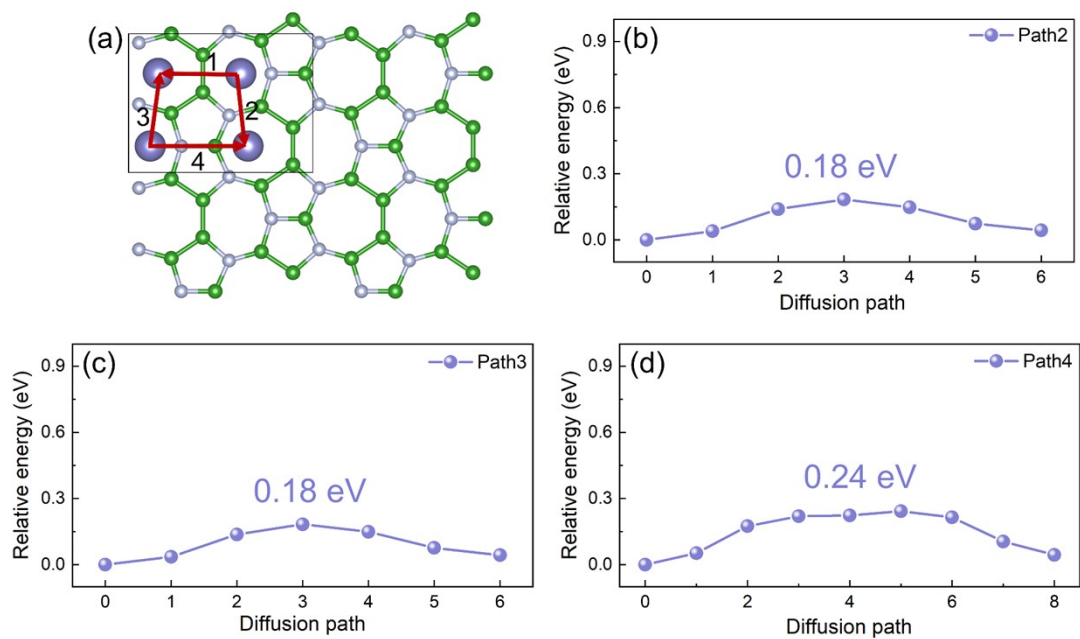 (a)
1
2
3
4
(b)
Path2
0.18 eV
Relative energy (eV)
0.9
0.6
0.3
0.0
0 1 2 3 4 5 6
Diffusion path
(c)
Path3
0.18 eV
Relative energy (eV)
0.9
0.6
0.3
0.0
0 1 2 3 4 5 6
Diffusion path
(d)
Path4
0.24 eV
Relative energy (eV)
0.9
0.6
0.3
0.0
0 2 4 6 8
Diffusion path